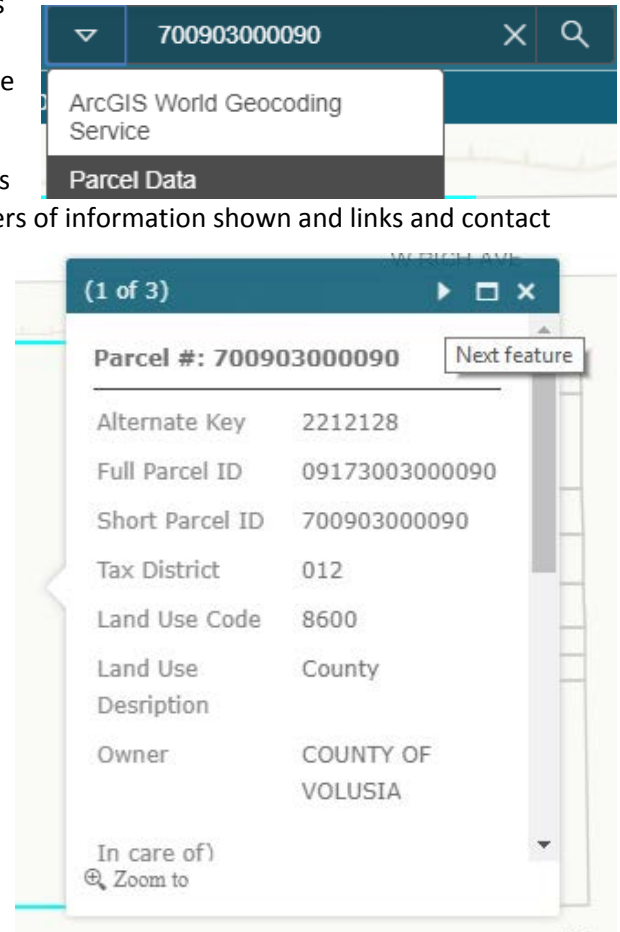 s
700903000090
e
ArcGIS World Geocoding
Service
Parcel Data
s
ers of information shown and links and contact
W RICH AVE
(1 of 3)
Parcel #: 700903000090
Next feature
Alternate Key 2212128
Full Parcel ID 09173003000090
Short Parcel ID 700903000090
Tax District 012
Land Use Code 8600
Land Use County
Desription
Owner COUNTY OF
VOLUSIA
In care of)
Zoom to